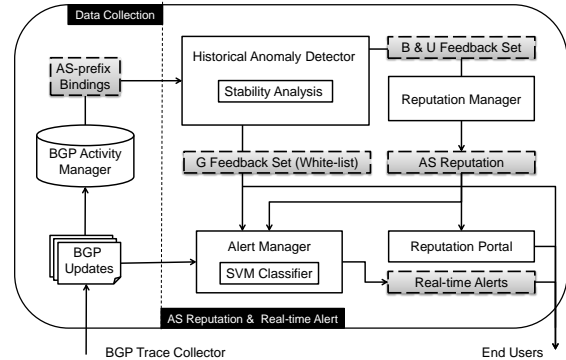 Data Collection
AS-prefix
Bindings
Historical Anomaly Detector
Stability Analysis
B & U Feedback Set
Reputation Manager
BGP Activity
Manager
G Feedback Set (White-list)
AS Reputation
BGP
Updates
Alert Manager
SVM Classifier
Reputation Portal
Real-time Alerts
AS Reputation & Real-time Alert
BGP Trace Collector
End Users